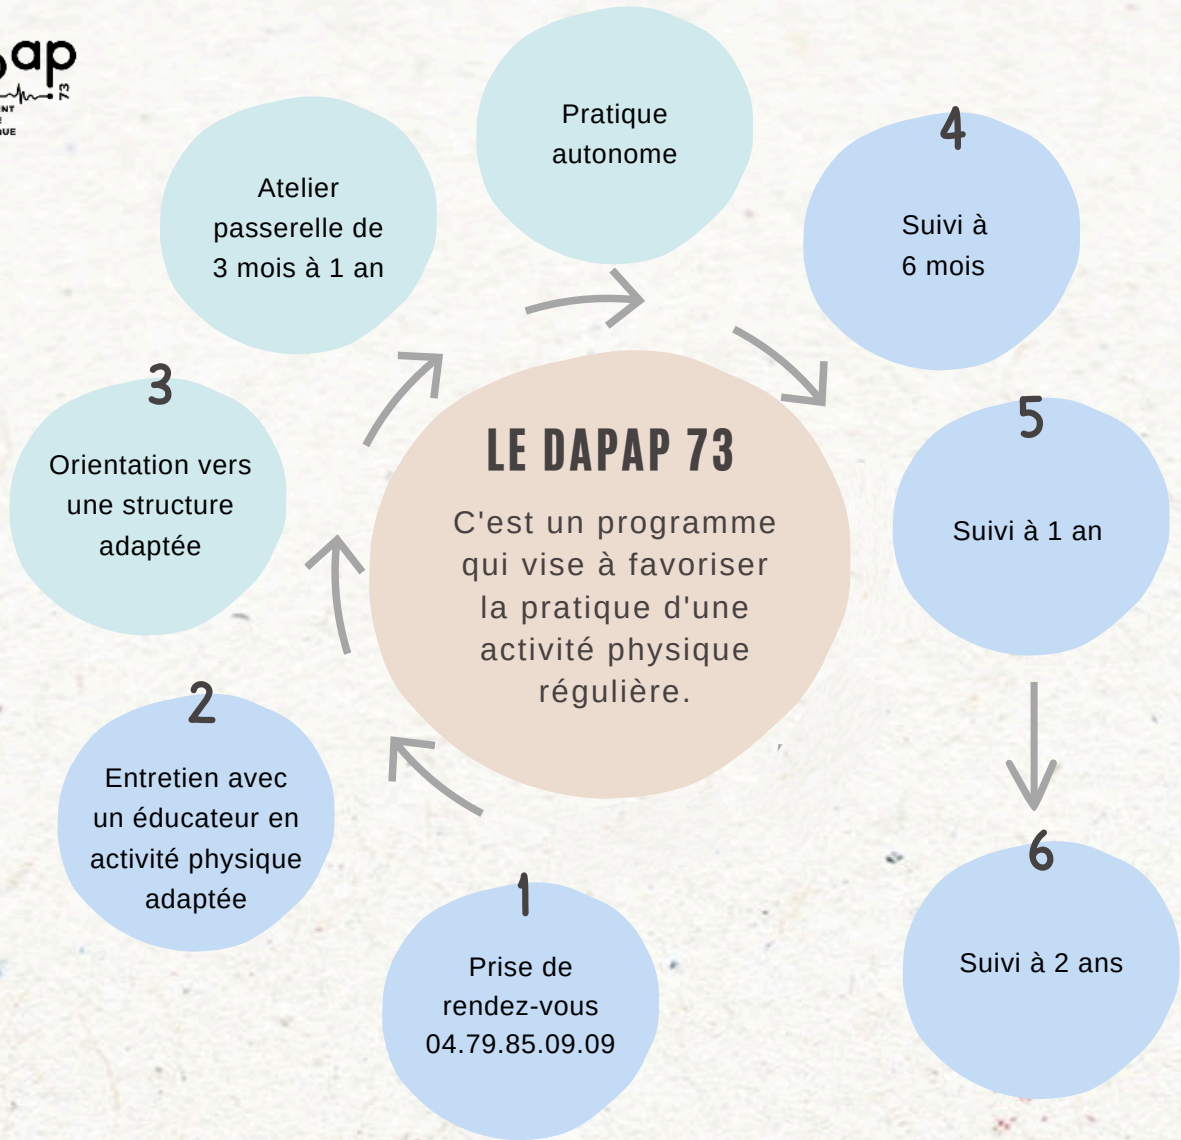 ap
73
Pratique
autonome
4
Atelier
passerelle de
3 mois à 1 an
Suivi à
6 mois
3
Orientation vers
une structure
adaptée
LE DAPAP 73
C'est un programme
qui vise à favoriser
la pratique d'une
activité physique
régulière.
5
Suivi à 1 an
2
Entretien avec
un éducateur en
activité physique
adaptée
1
Prise de
rendez-vous
04.79.85.09.09
6
Suivi à 2 ans